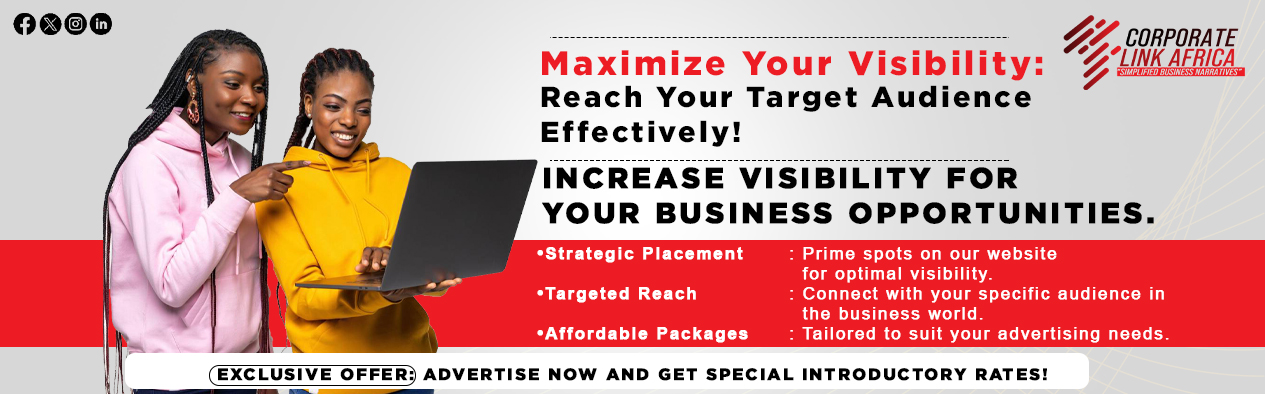 CORPORATE
LINK AFRICA
"SIMPLIFIED BUSINESS NARRATIVES"
Maximize Your Visibility:
Reach Your Target Audience
Effectively!
INCREASE VISIBILITY FOR
YOUR BUSINESS OPPORTUNITIES.
•Strategic Placement : Prime spots on our website
for optimal visibility.
•Targeted Reach : Connect with your specific audience in
the business world.
•Affordable Packages : Tailored to suit your advertising needs.
EXCLUSIVE OFFER: ADVERTISE NOW AND GET SPECIAL INTRODUCTORY RATES!